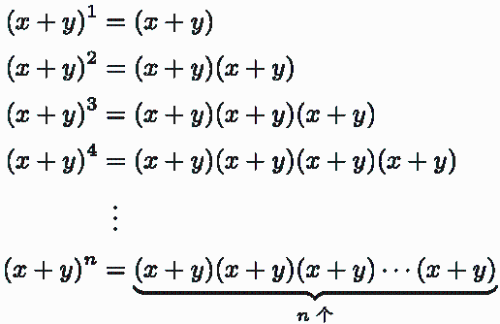 (x + y)¹ = (x + y)
(x + y)² = (x + y)(x + y)
(x + y)³ = (x + y)(x + y)(x + y)
(x + y)⁴ = (x + y)(x + y)(x + y)(x + y)
⋮
(x + y)ⁿ = (x + y)(x + y)(x + y) ⋯ (x + y)
n 个